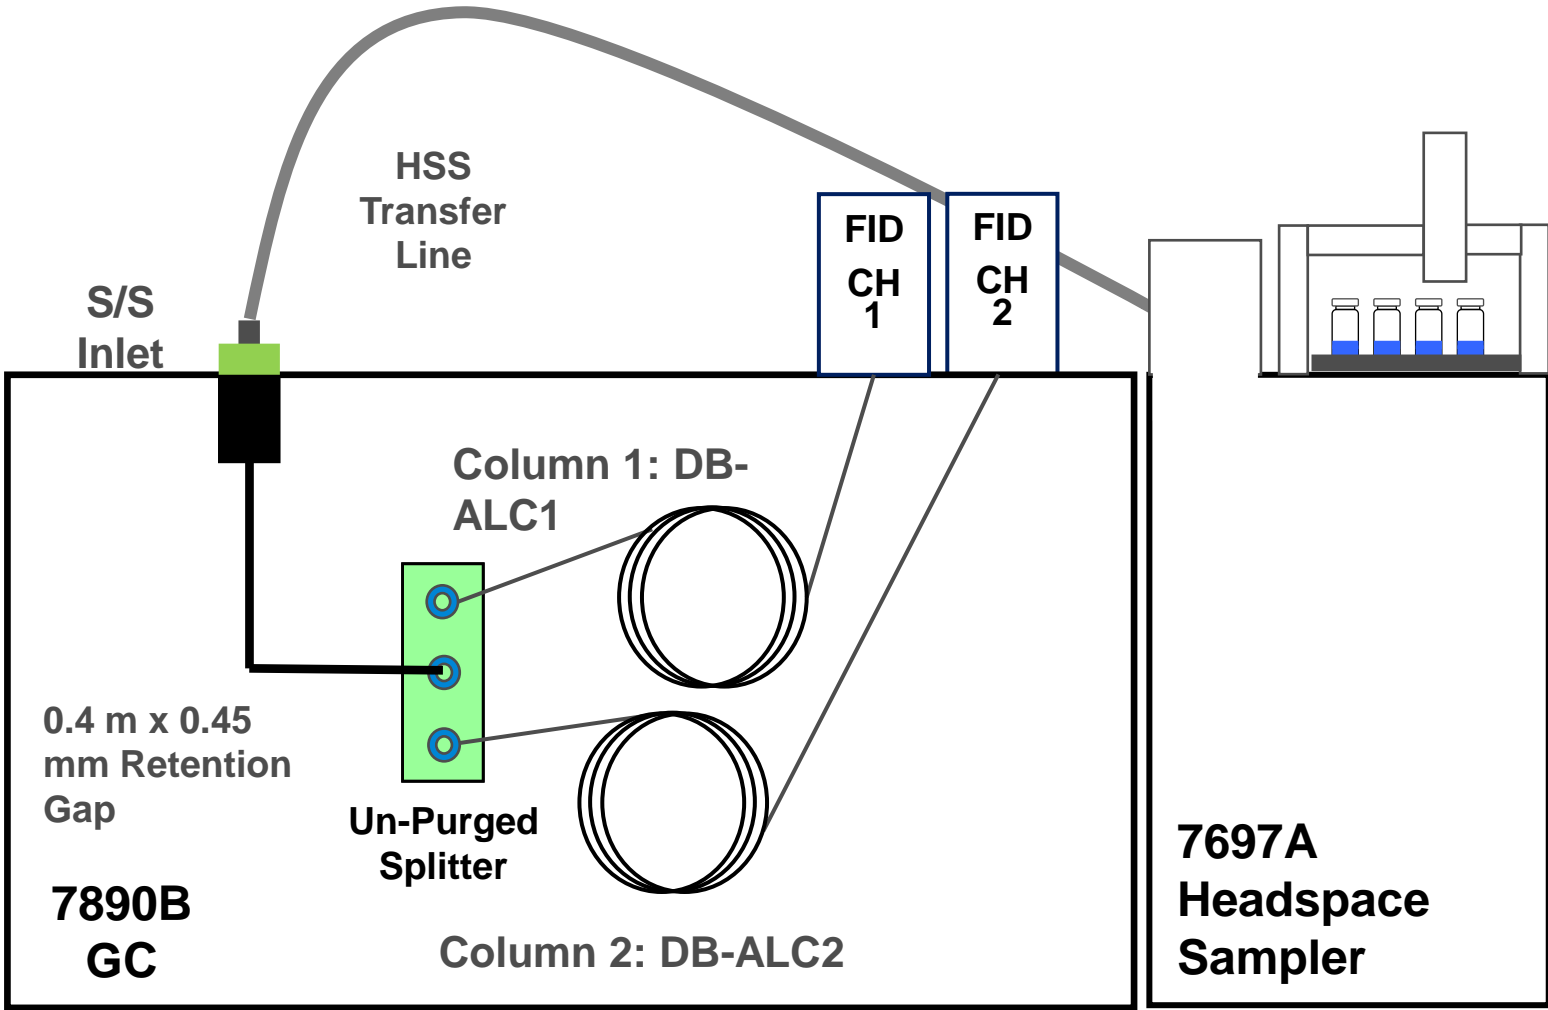 HSS
Transfer
Line
S/S
Inlet
FID
CH
1
FID
CH
2
Column 1: DB-
ALC1
0.4 m x 0.45
mm Retention
Gap
Un-Purged
Splitter
7890B
GC
Column 2: DB-ALC2
7697A
Headspace
Sampler